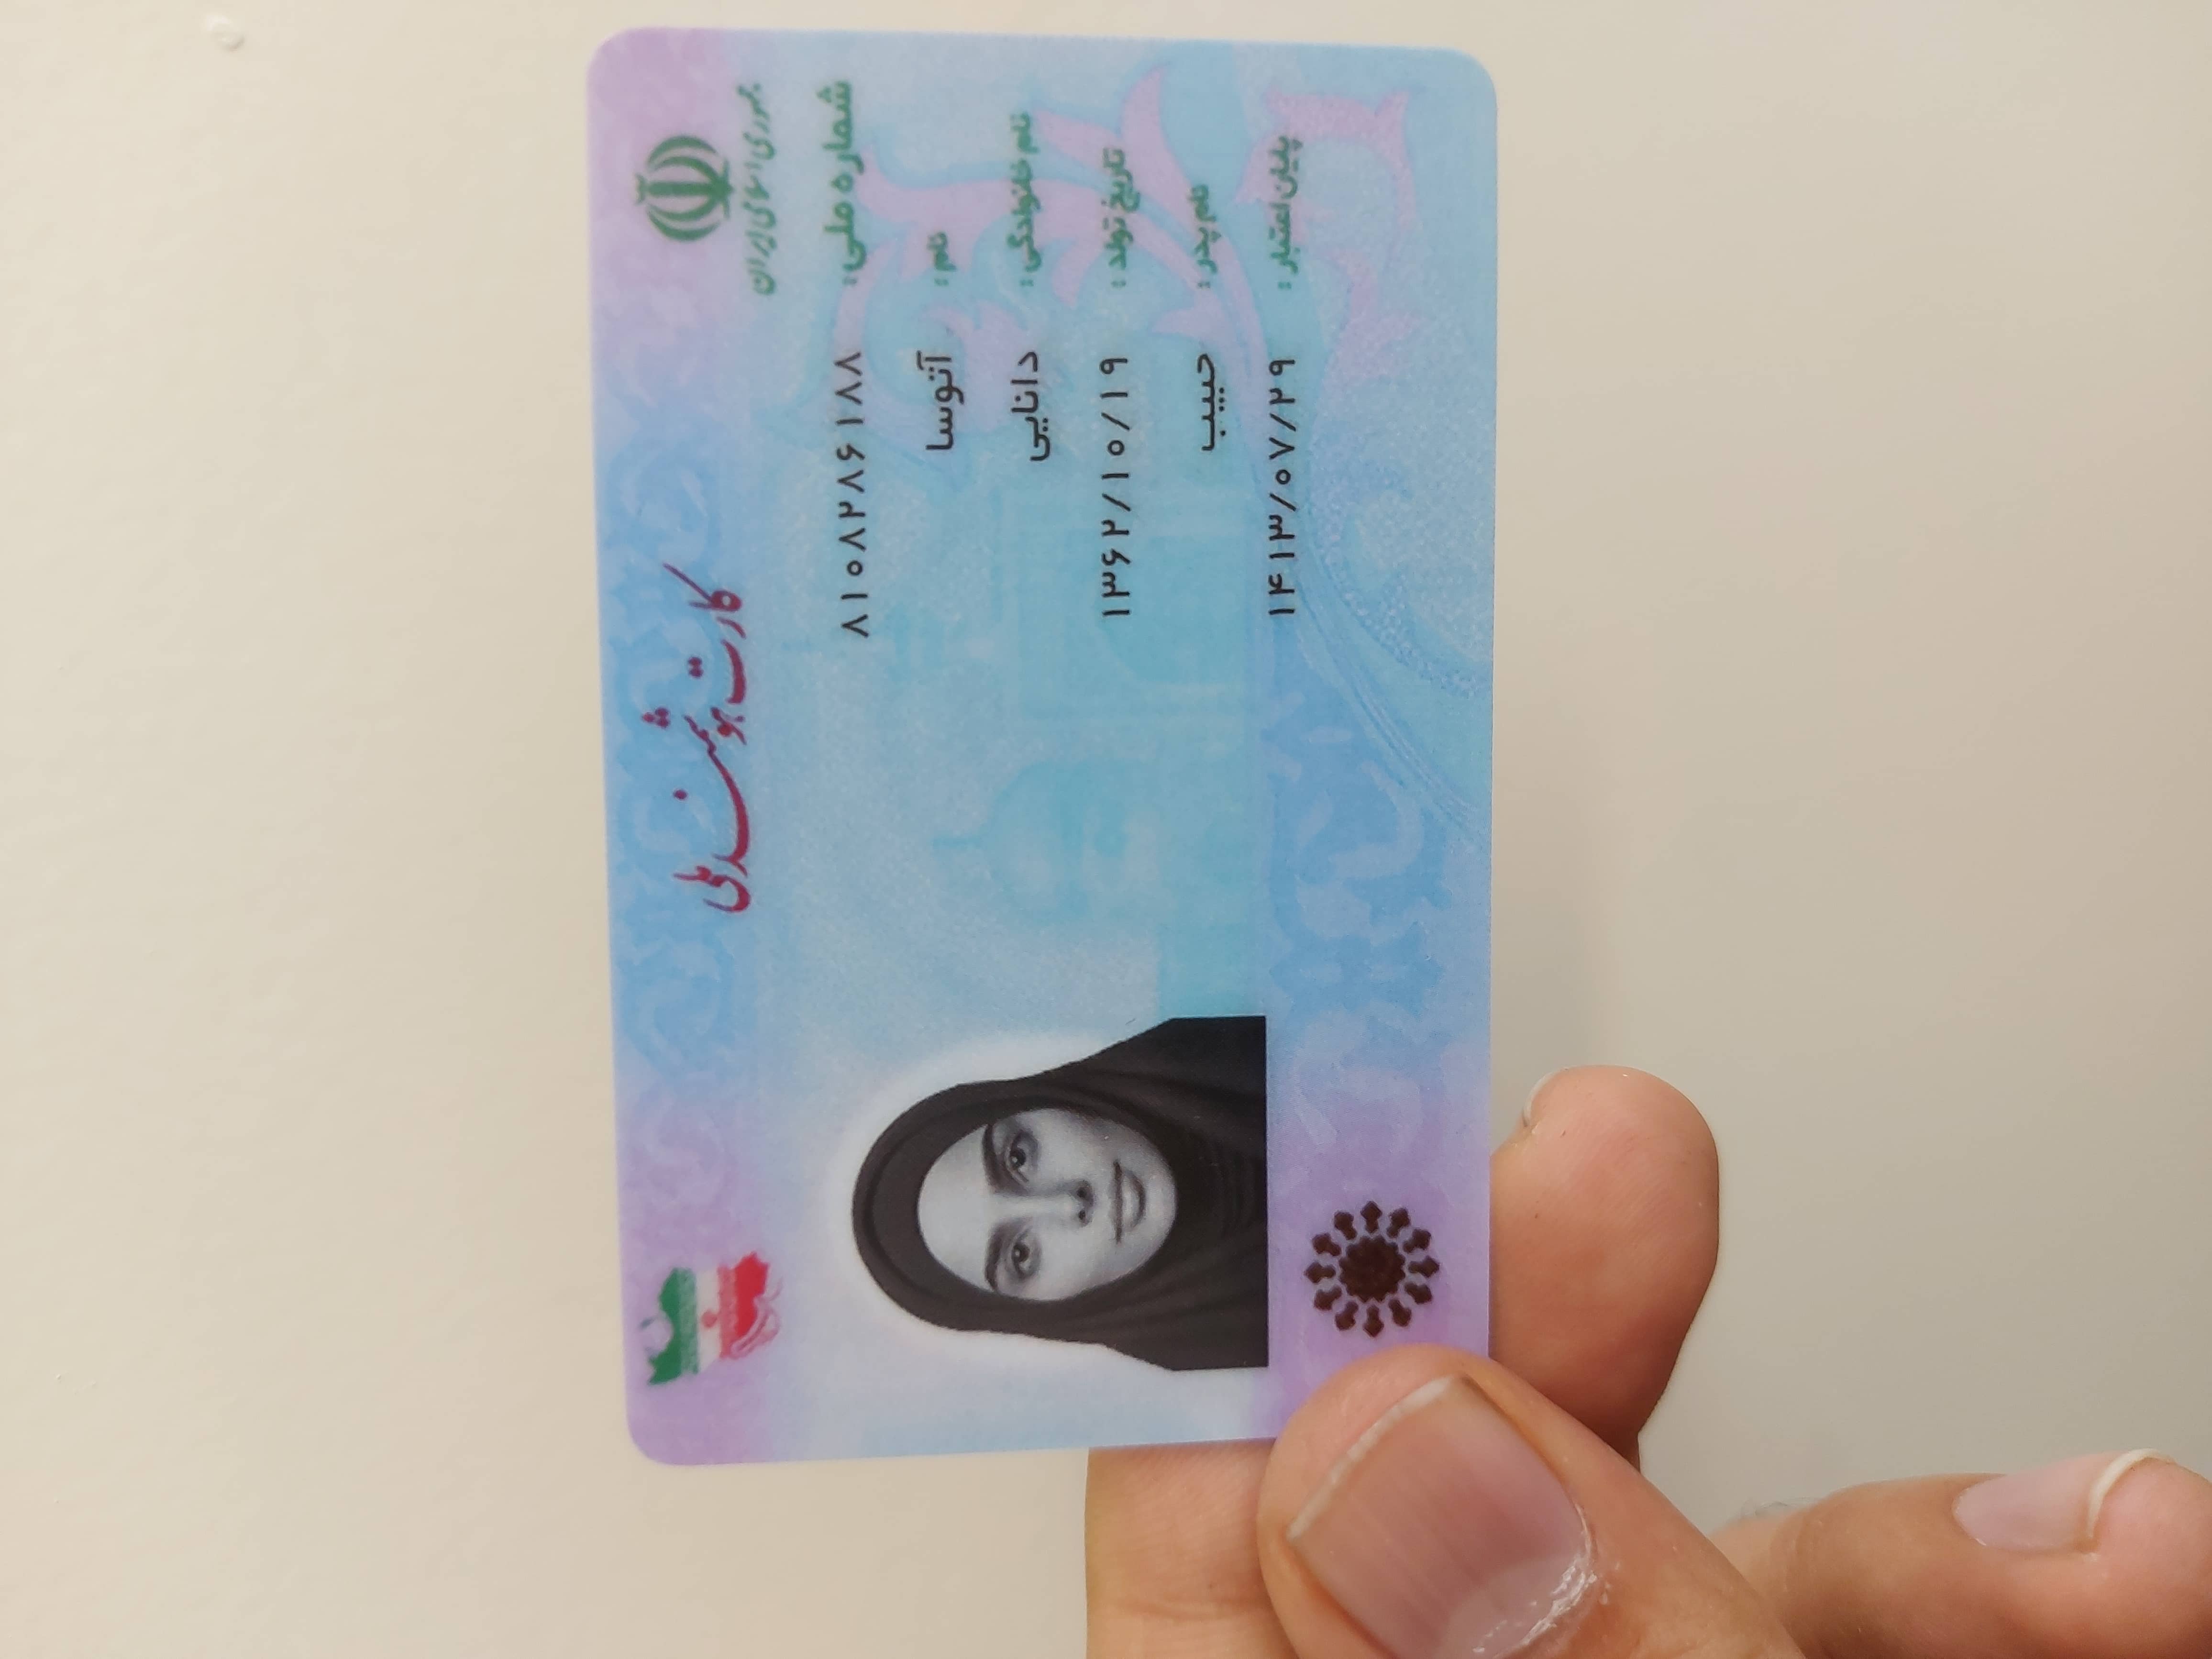 جمهوری اسلامی ایران
کارت هوشمند ملی
شماره ملی: ۸۱۰۸۲۸۶۱۸۸
نام: آتوسا
نام خانوادگی: دانایی
تاریخ تولد: ۱۳۶۲/۱۰/۱۹
نام پدر: حبیب
پایان اعتبار: ۱۴۱۳/۰۷/۲۹